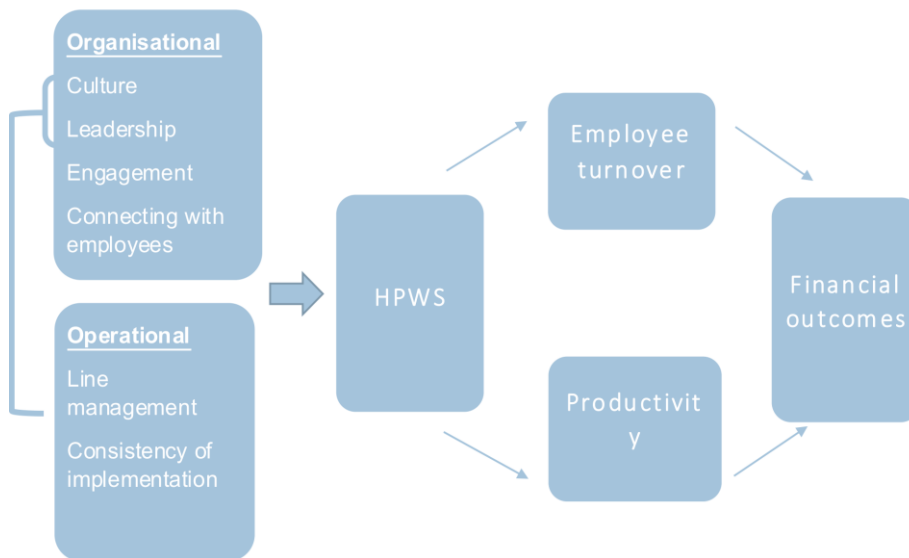 Organisational
Culture
Leadership
Engagement
Connecting with
employees
Operational
Line
management
Consistency of
implementation
HPWS
Employee
turnover
Productivit
y
Financial
outcomes